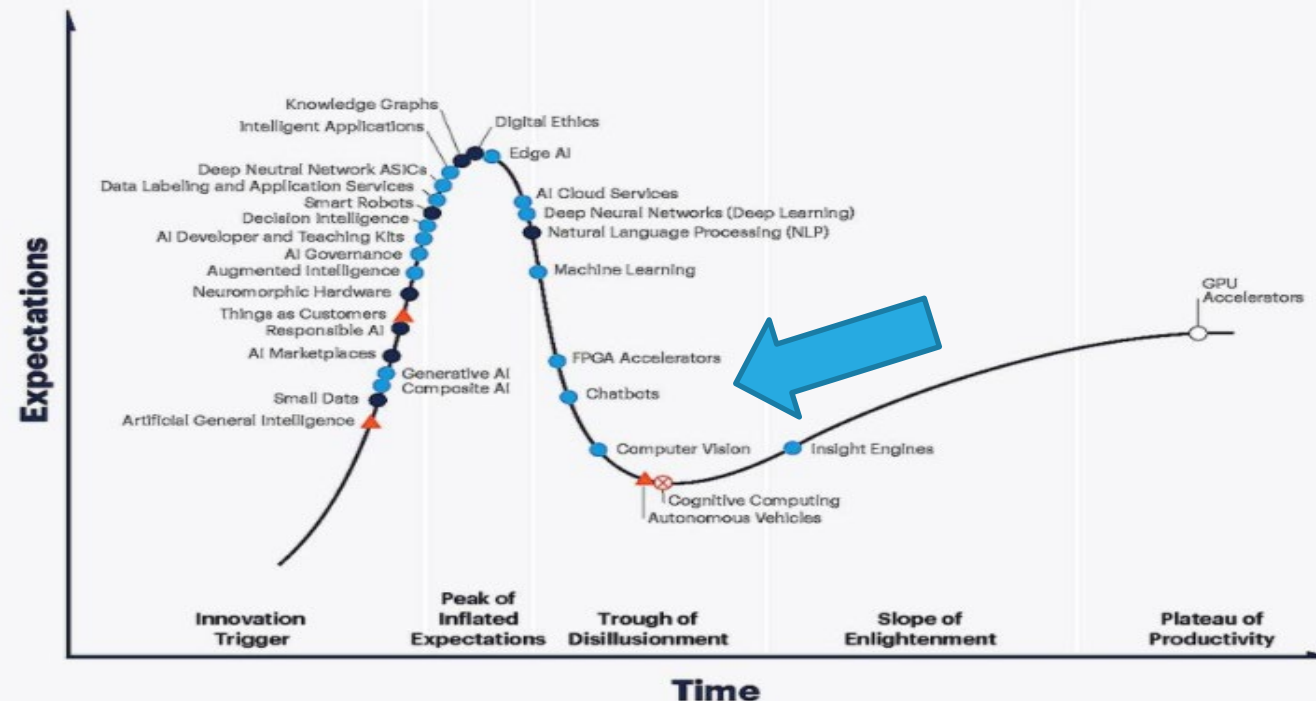 Expectations
Knowledge Graphs
Intelligent Applications
Deep Neutral Network ASICs
Data Labeling and Application Services
Smart Robots
Decision Intelligence
AI Developer and Teaching Kits
AI Governance
Augmented Intelligence
Neuromorphic Hardware
Things as Customers
Responsible AI
AI Marketplaces
Generative AI
Composite AI
Small Data
Artificial General Intelligence
Digital Ethics
Edge AI
AI Cloud Services
Deep Neural Networks (Deep Learning)
Natural Language Processing (NLP)
Machine Learning
FPGA Accelerators
Chatbots
Computer Vision
Cognitive Computing
Autonomous Vehicles
Insight Engines
GPU
Accelerators
Innovation
Trigger
Peak of
Inflated
Expectations
Trough of
Disillusionment
Slope of
Enlightenment
Plateau of
Productivity
Time